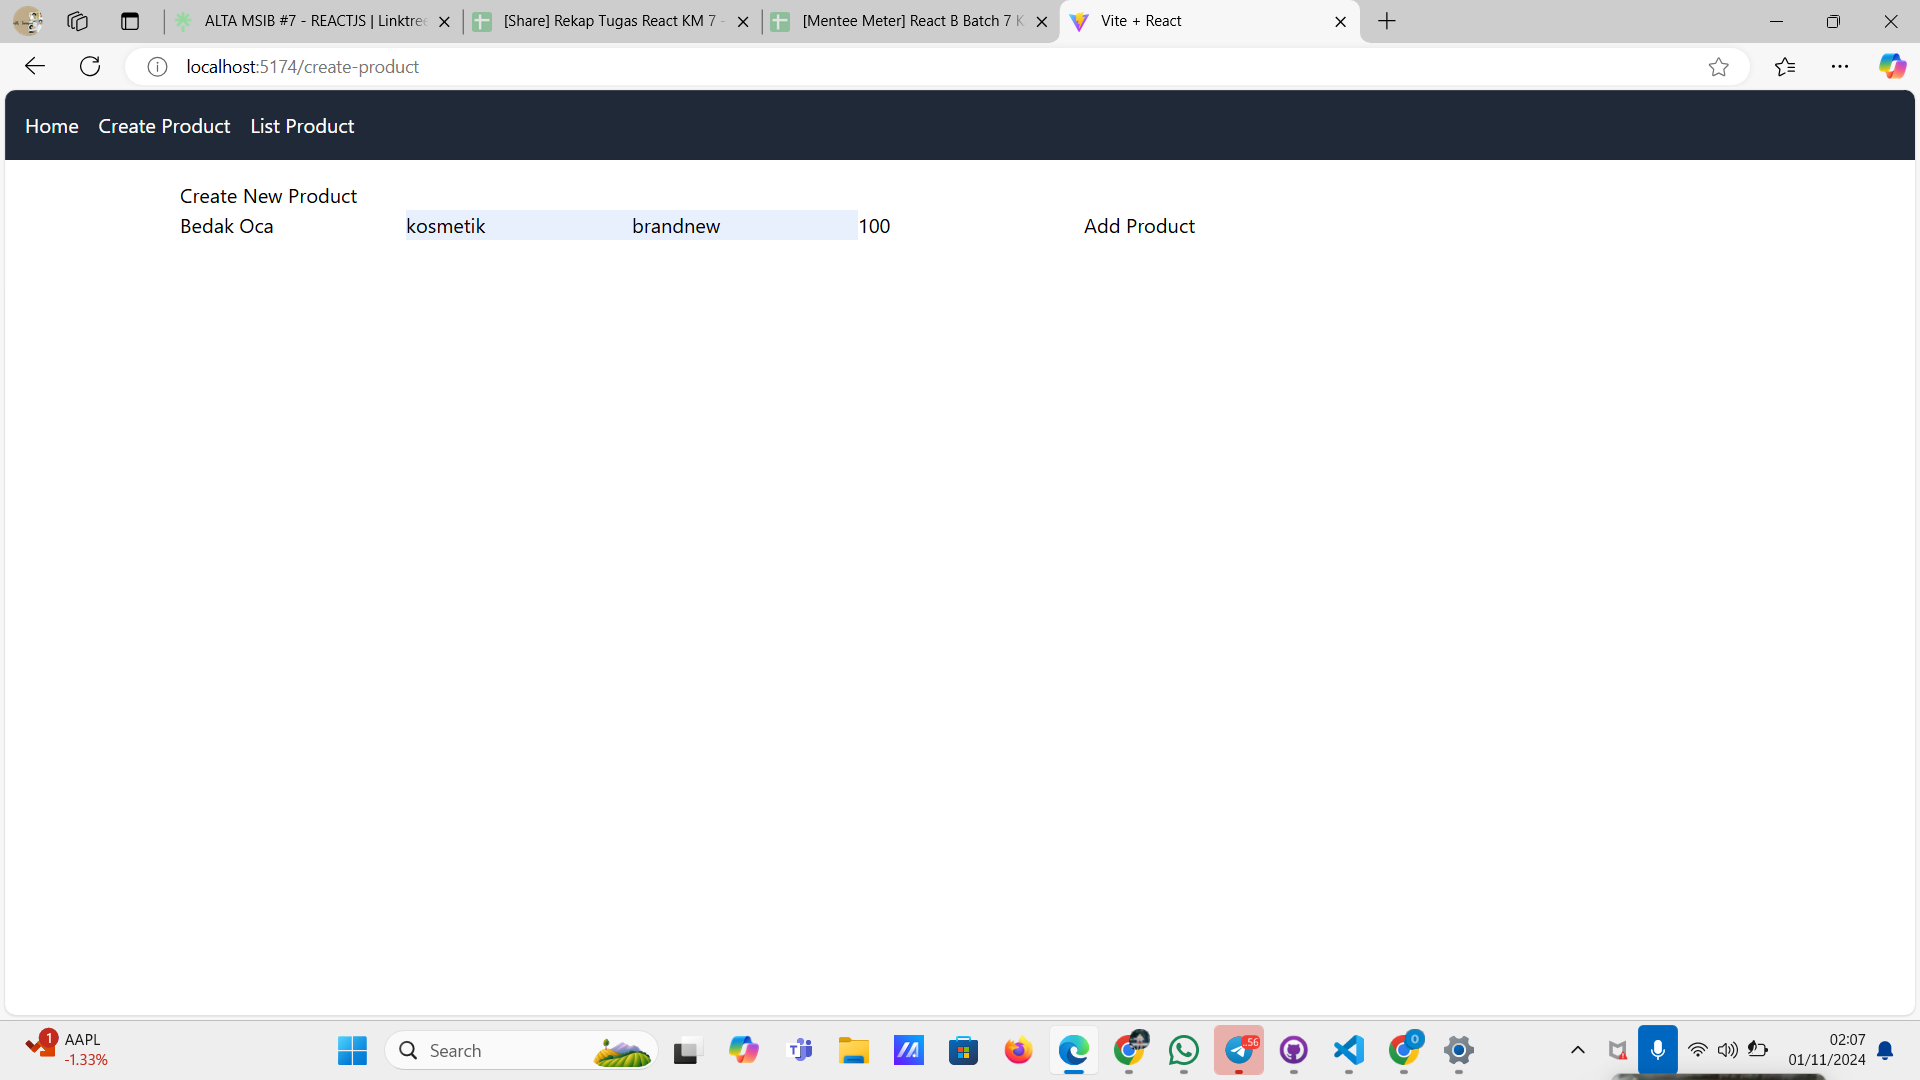 ALTA MSIB #7 - REACTJS | Linktree
[Share] Rekap Tugas React KM 7 -
[Mentee Meter] React B Batch 7 K
Vite + React
localhost:5174/create-product
Home Create Product List Product
Create New Product
Bedak Oca kosmetik brandnew 100 Add Product
1
AAPL
-1.33%
Search
.56
0
02:07
01/11/2024